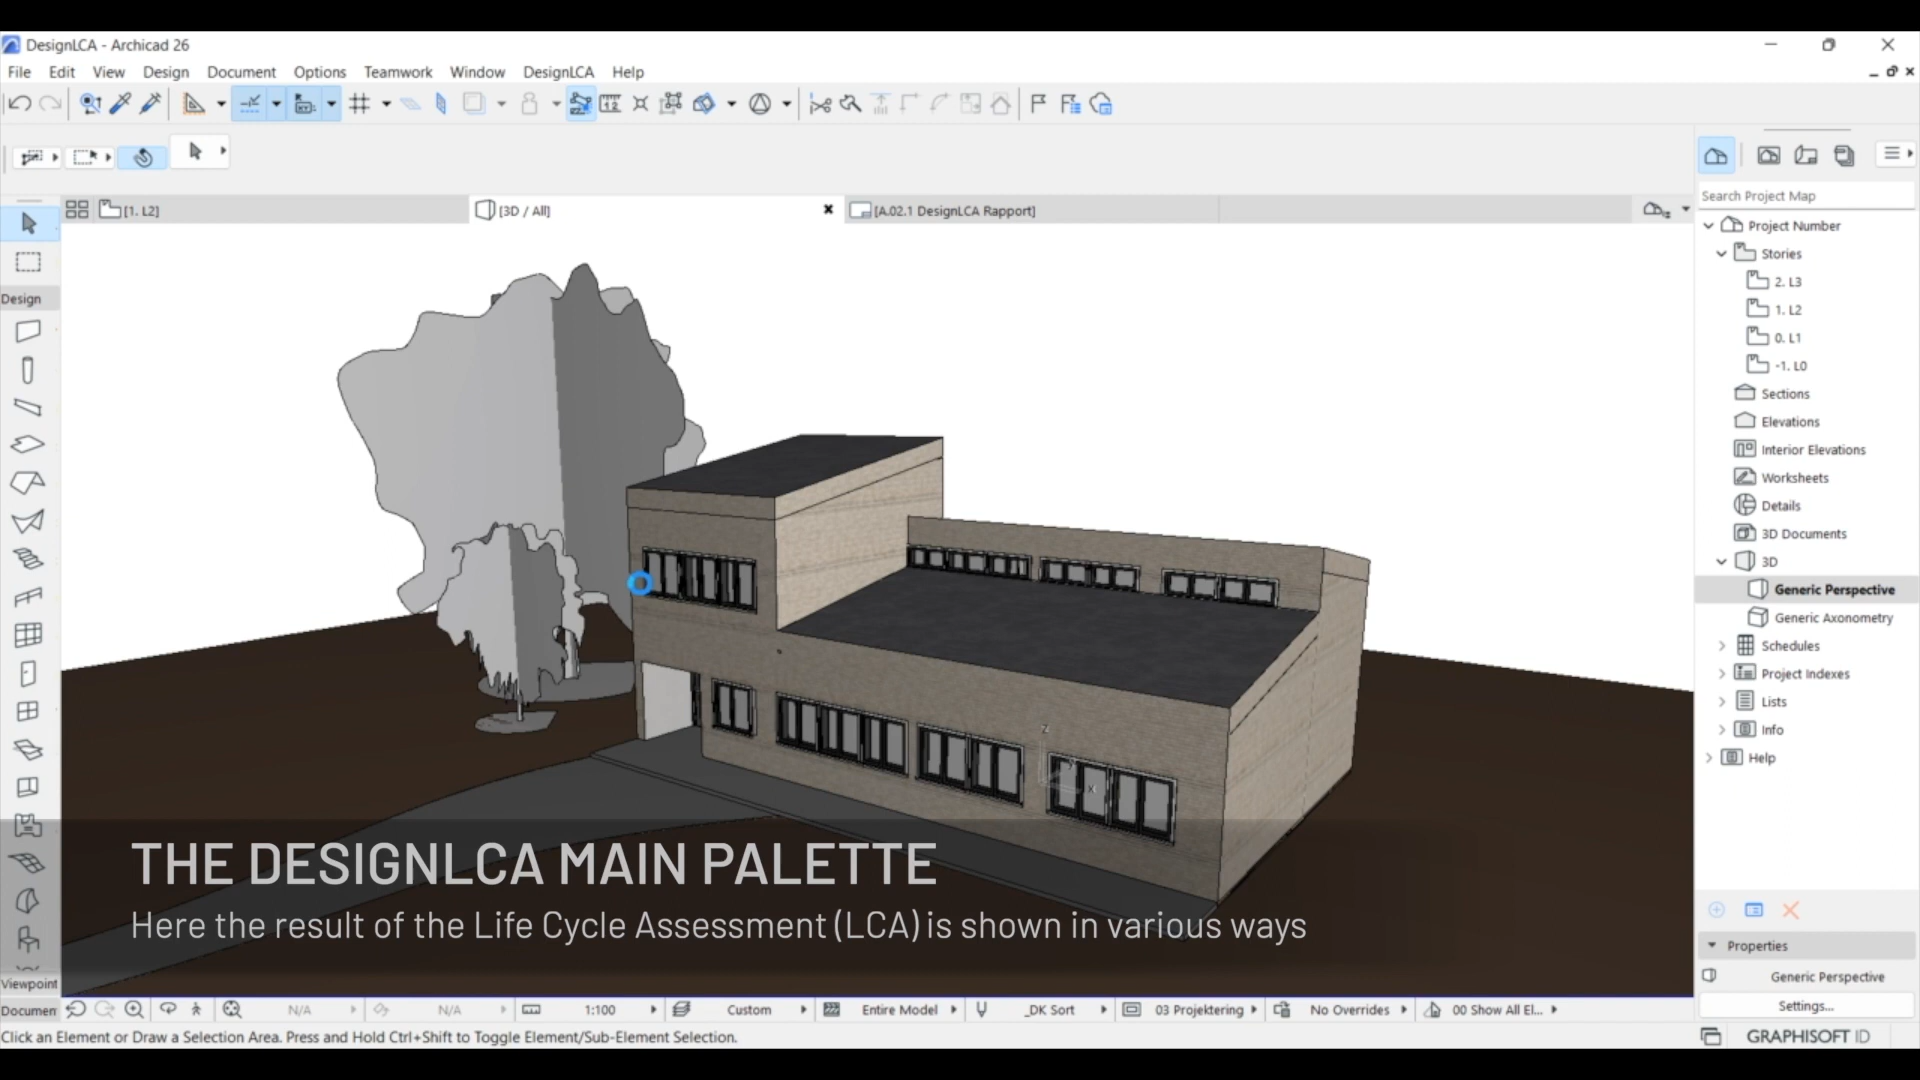 DesignLCA - Archicad 26
File Edit View Design Document Options Teamwork Window DesignLCA Help
[1. L2]
[3D / All]
[A.02.1 DesignLCA Rapport]
Search Project Map
Project Number
Stories
2. L3
1. L2
0. L1
-1. L0
Sections
Elevations
Interior Elevations
Worksheets
Details
3D Documents
3D
Generic Perspective
Generic Axonometry
Schedules
Project Indexes
Lists
Info
Help
Design
Z
Y
X
THE DESIGNLCA MAIN PALETTE
Here the result of the Life Cycle Assessment (LCA) is shown in various ways
Properties
Generic Perspective
Settings...
Viewpoint
Documen
N/A
N/A
1:100
Custom
Entire Model
_DK Sort
03 Projektering
No Overrides
00 Show All El...
Click an Element or Draw a Selection Area. Press and Hold Ctrl+Shift to Toggle Element/Sub-Element Selection.
GRAPHISOFT ID